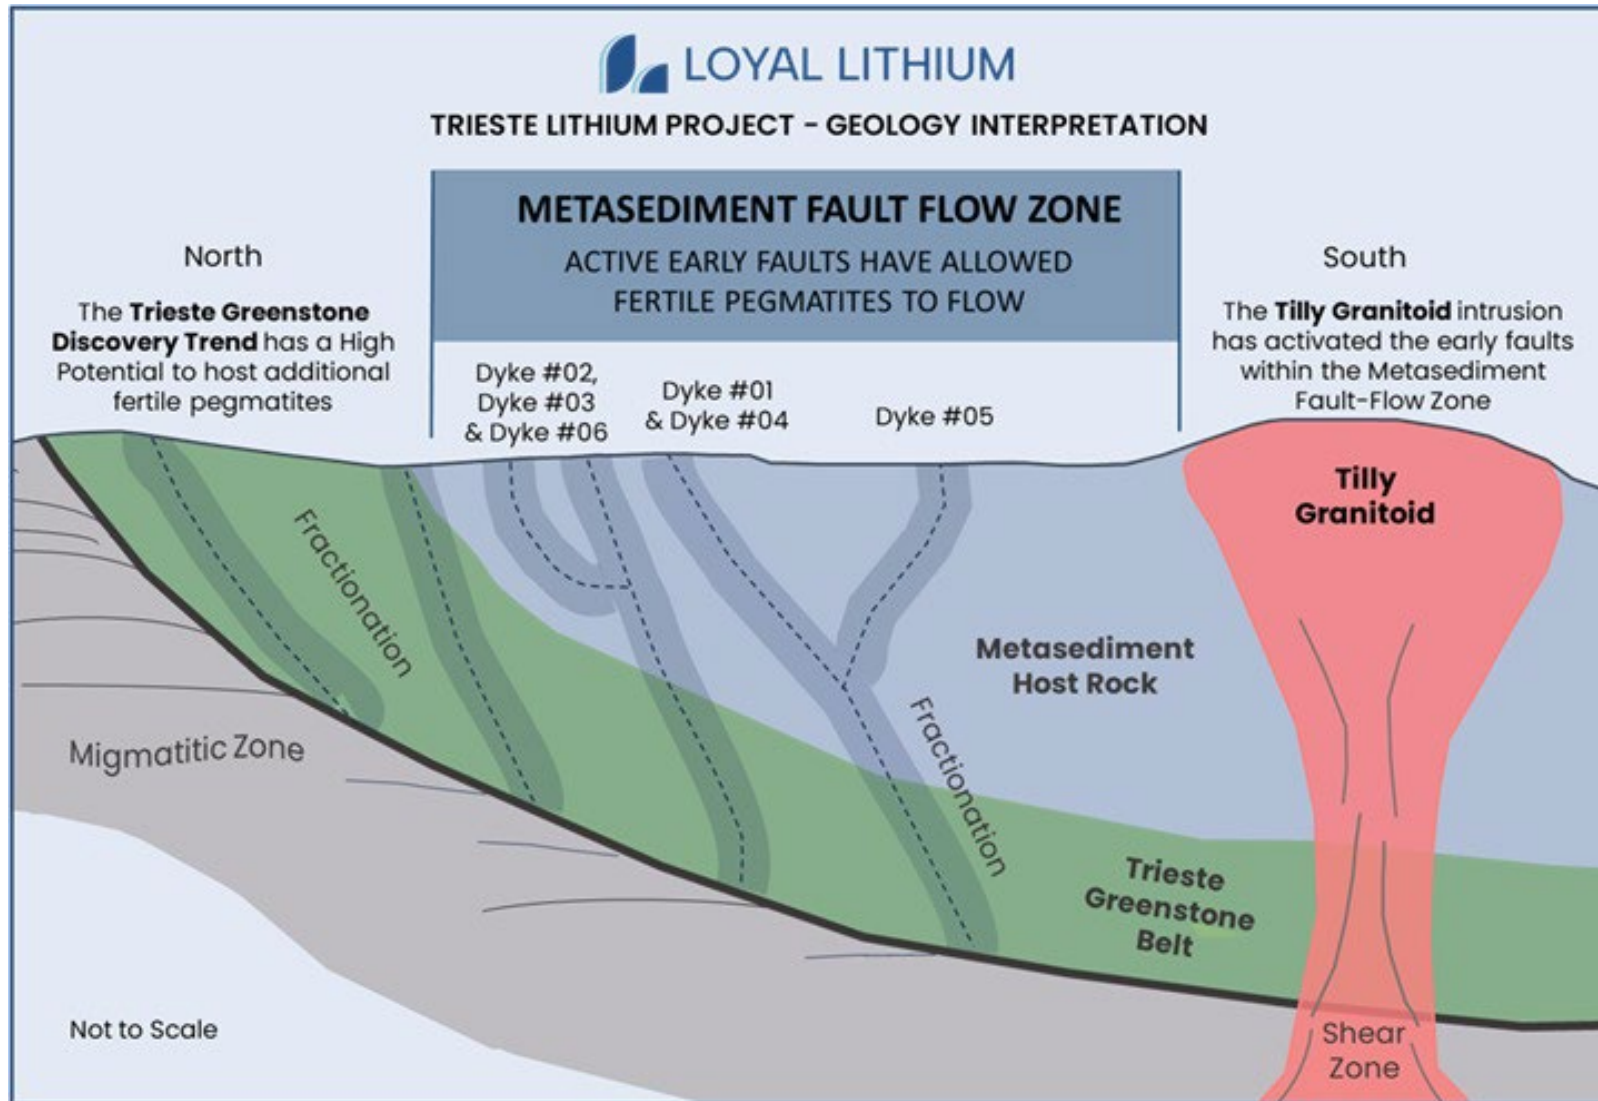 LOYAL LITHIUM
TRIESTE LITHIUM PROJECT – GEOLOGY INTERPRETATION
METASEDIMENT FAULT FLOW ZONE
ACTIVE EARLY FAULTS HAVE ALLOWED
FERTILE PEGMATITES TO FLOW
North
The Trieste Greenstone
Discovery Trend has a High
Potential to host additional
fertile pegmatites
South
The Tilly Granitoid intrusion
has activated the early faults
within the Metasediment
Fault-Flow Zone
Dyke #02,
Dyke #03
& Dyke #06
Dyke #01
& Dyke #04
Dyke #05
Tilly
Granitoid
Fractionation
Metasediment
Host Rock
Fractionation
Migmatitic Zone
Trieste
Greenstone
Belt
Not to Scale
Shear
Zone